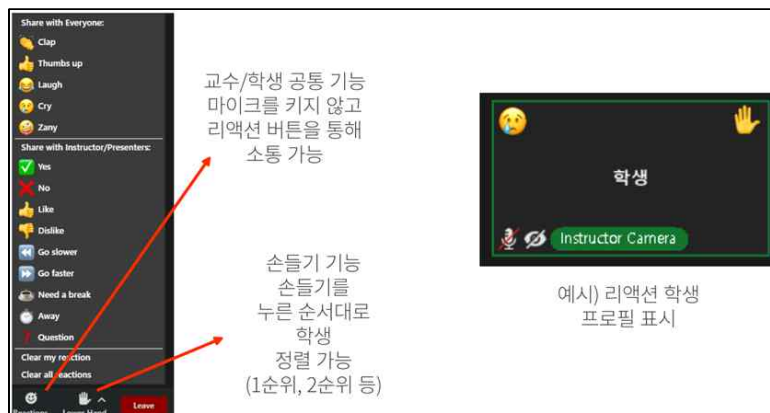 Share with Everyone:
Clap
Thumbs up
Laugh
Cry
Zany
Share with Instructor/Presenters:
Yes
No
Like
Dislike
Go slower
Go faster
Need a break
Away
Question
Clear my reaction
Clear all reactions
Reactions
Lower Hand
Leave
교수/학생 공통 기능
마이크를 키지 않고
리액션 버튼을 통해
소통 가능
손들기 기능
손들기를
누른 순서대로
학생
정렬 가능
(1순위, 2순위 등)
학생
Instructor Camera
예시) 리액션 학생
프로필 표시